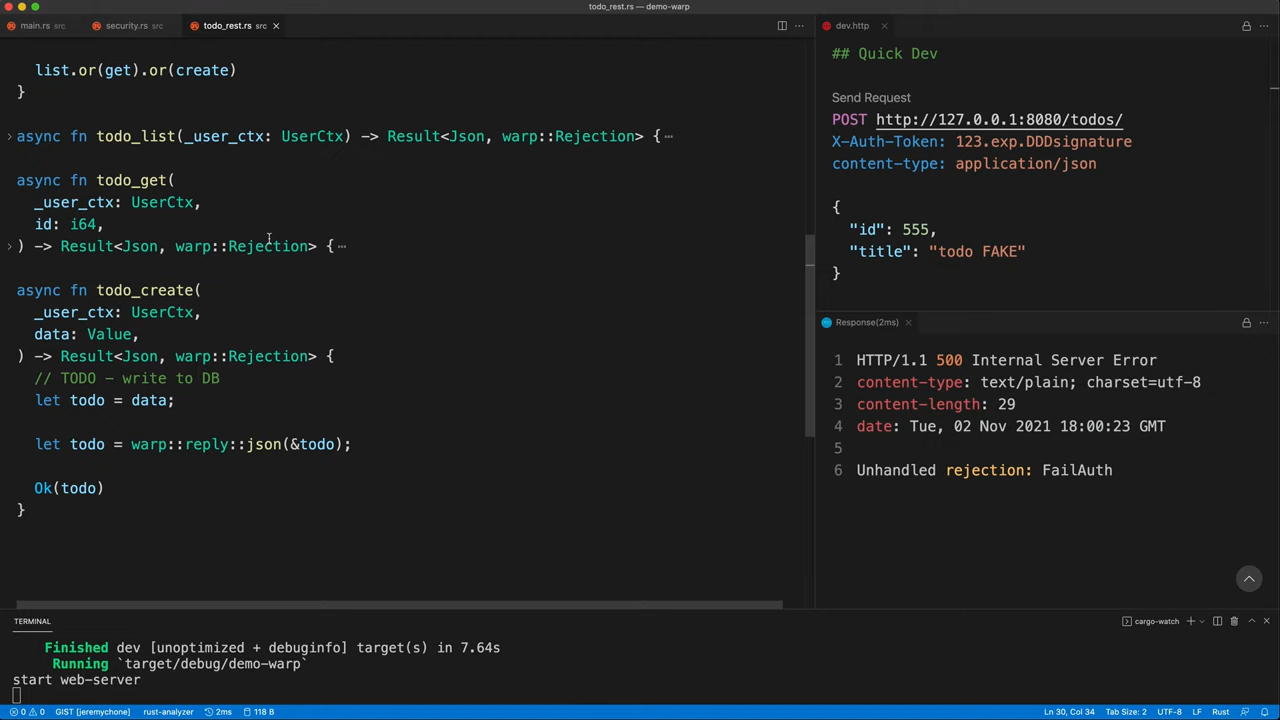 todo_rest.rs — demo-warp
main.rs src
security.rs src
todo_rest.rs src
dev.http
list.or(get).or(create)
}
async fn todo_list(_user_ctx: UserCtx) -> Result<Json, warp::Rejection> {⋯
async fn todo_get(
_user_ctx: UserCtx,
id: i64,
) -> Result<Json, warp::Rejection> {⋯
async fn todo_create(
_user_ctx: UserCtx,
data: Value,
) -> Result<Json, warp::Rejection> {
// TODO – write to DB
let todo = data;
let todo = warp::reply::json(&todo);
Ok(todo)
}
## Quick Dev
Send Request
POST http://127.0.0.1:8080/todos/
X-Auth-Token: 123.exp.DDDsignature
content-type: application/json
{
"id": 555,
"title": "todo FAKE"
}
Response(2ms)
1 HTTP/1.1 500 Internal Server Error
2 content-type: text/plain; charset=utf-8
3 content-length: 29
4 date: Tue, 02 Nov 2021 18:00:23 GMT
5
6 Unhandled rejection: FailAuth
TERMINAL
cargo-watch
Finished dev [unoptimized + debuginfo] target(s) in 7.64s
Running `target/debug/demo-warp`
start web-server
0 0 GIST [jeremychone] rust-analyzer 2ms 118 B
Ln 30, Col 34 Tab Size: 2 UTF-8 LF Rust